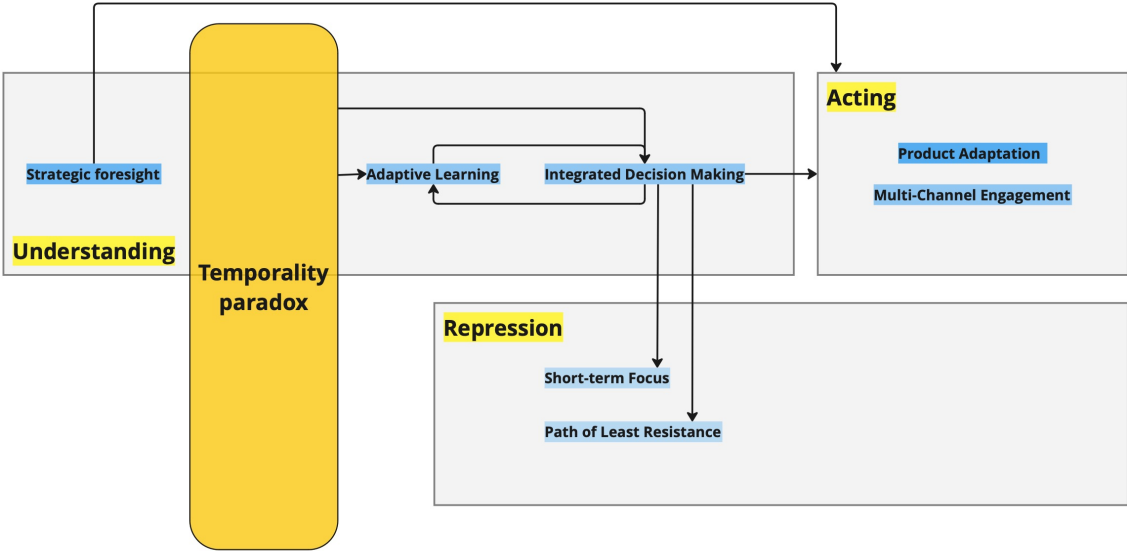 Acting
Product Adaptation
Strategic foresight
Adaptive Learning
Integrated Decision Making
Multi-Channel Engagement
Understanding
Temporality
paradox
Repression
Short-term Focus
Path of Least Resistance